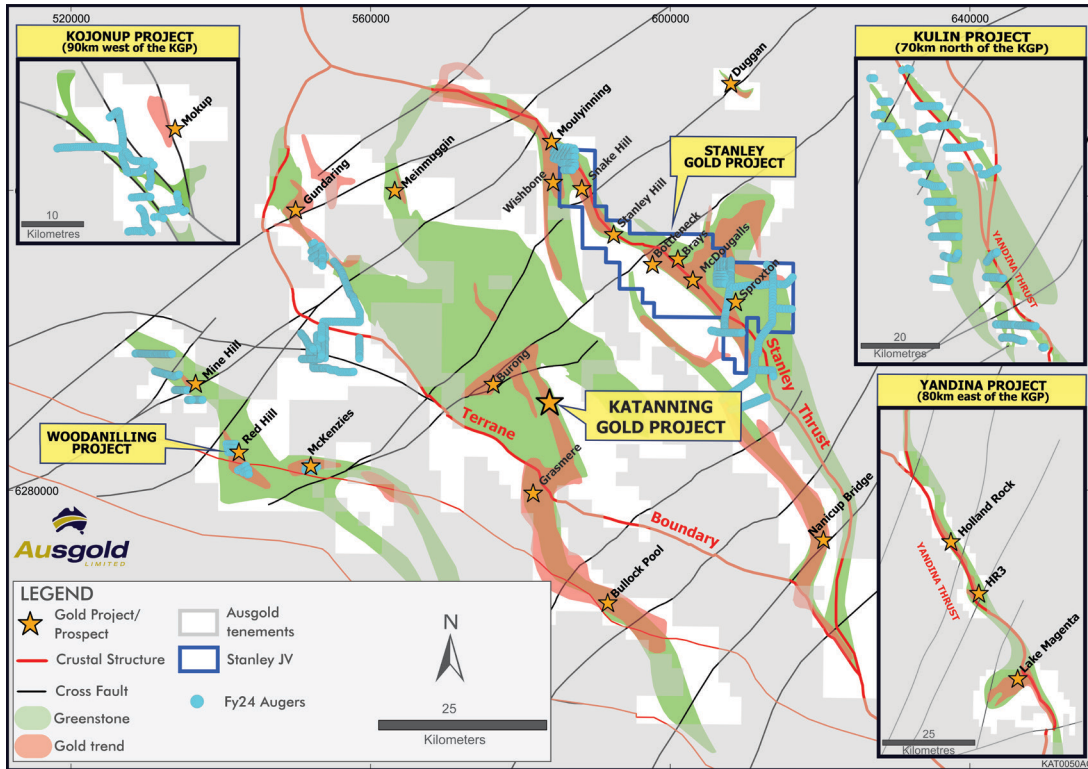 520000
560000
600000
640000
KOJONUP PROJECT
(90km west of the KGP)
Mokup
10
Kilometres
KULIN PROJECT
(70km north of the KGP)
YANDINA THRUST
20
Kilometres
Duggan
Moulyinning
STANLEY
GOLD PROJECT
Meinmuggin
Gundaring
Wishbone
Snake Hill
Stanley Hill
Bottleneck
Brays
McDougalls
Sproxton
Mine Hill
Burong
Stanley
Thrust
KATANNING
GOLD PROJECT
YANDINA PROJECT
(80km east of the KGP)
WOODANILLING
PROJECT
Red Hill
McKenzies
Terrane
Grasmere
Boundary
Nanicup Bridge
6280000
Holland Rock
YANDINA THRUST
HR3
Lake Magenta
25
Kilometres
Ausgold
LIMITED
Bullock Pool
LEGEND
Gold Project/
Prospect
Crustal Structure
Cross Fault
Greenstone
Gold trend
Ausgold
tenements
Stanley JV
Fy24 Augers
N
25
Kilometers